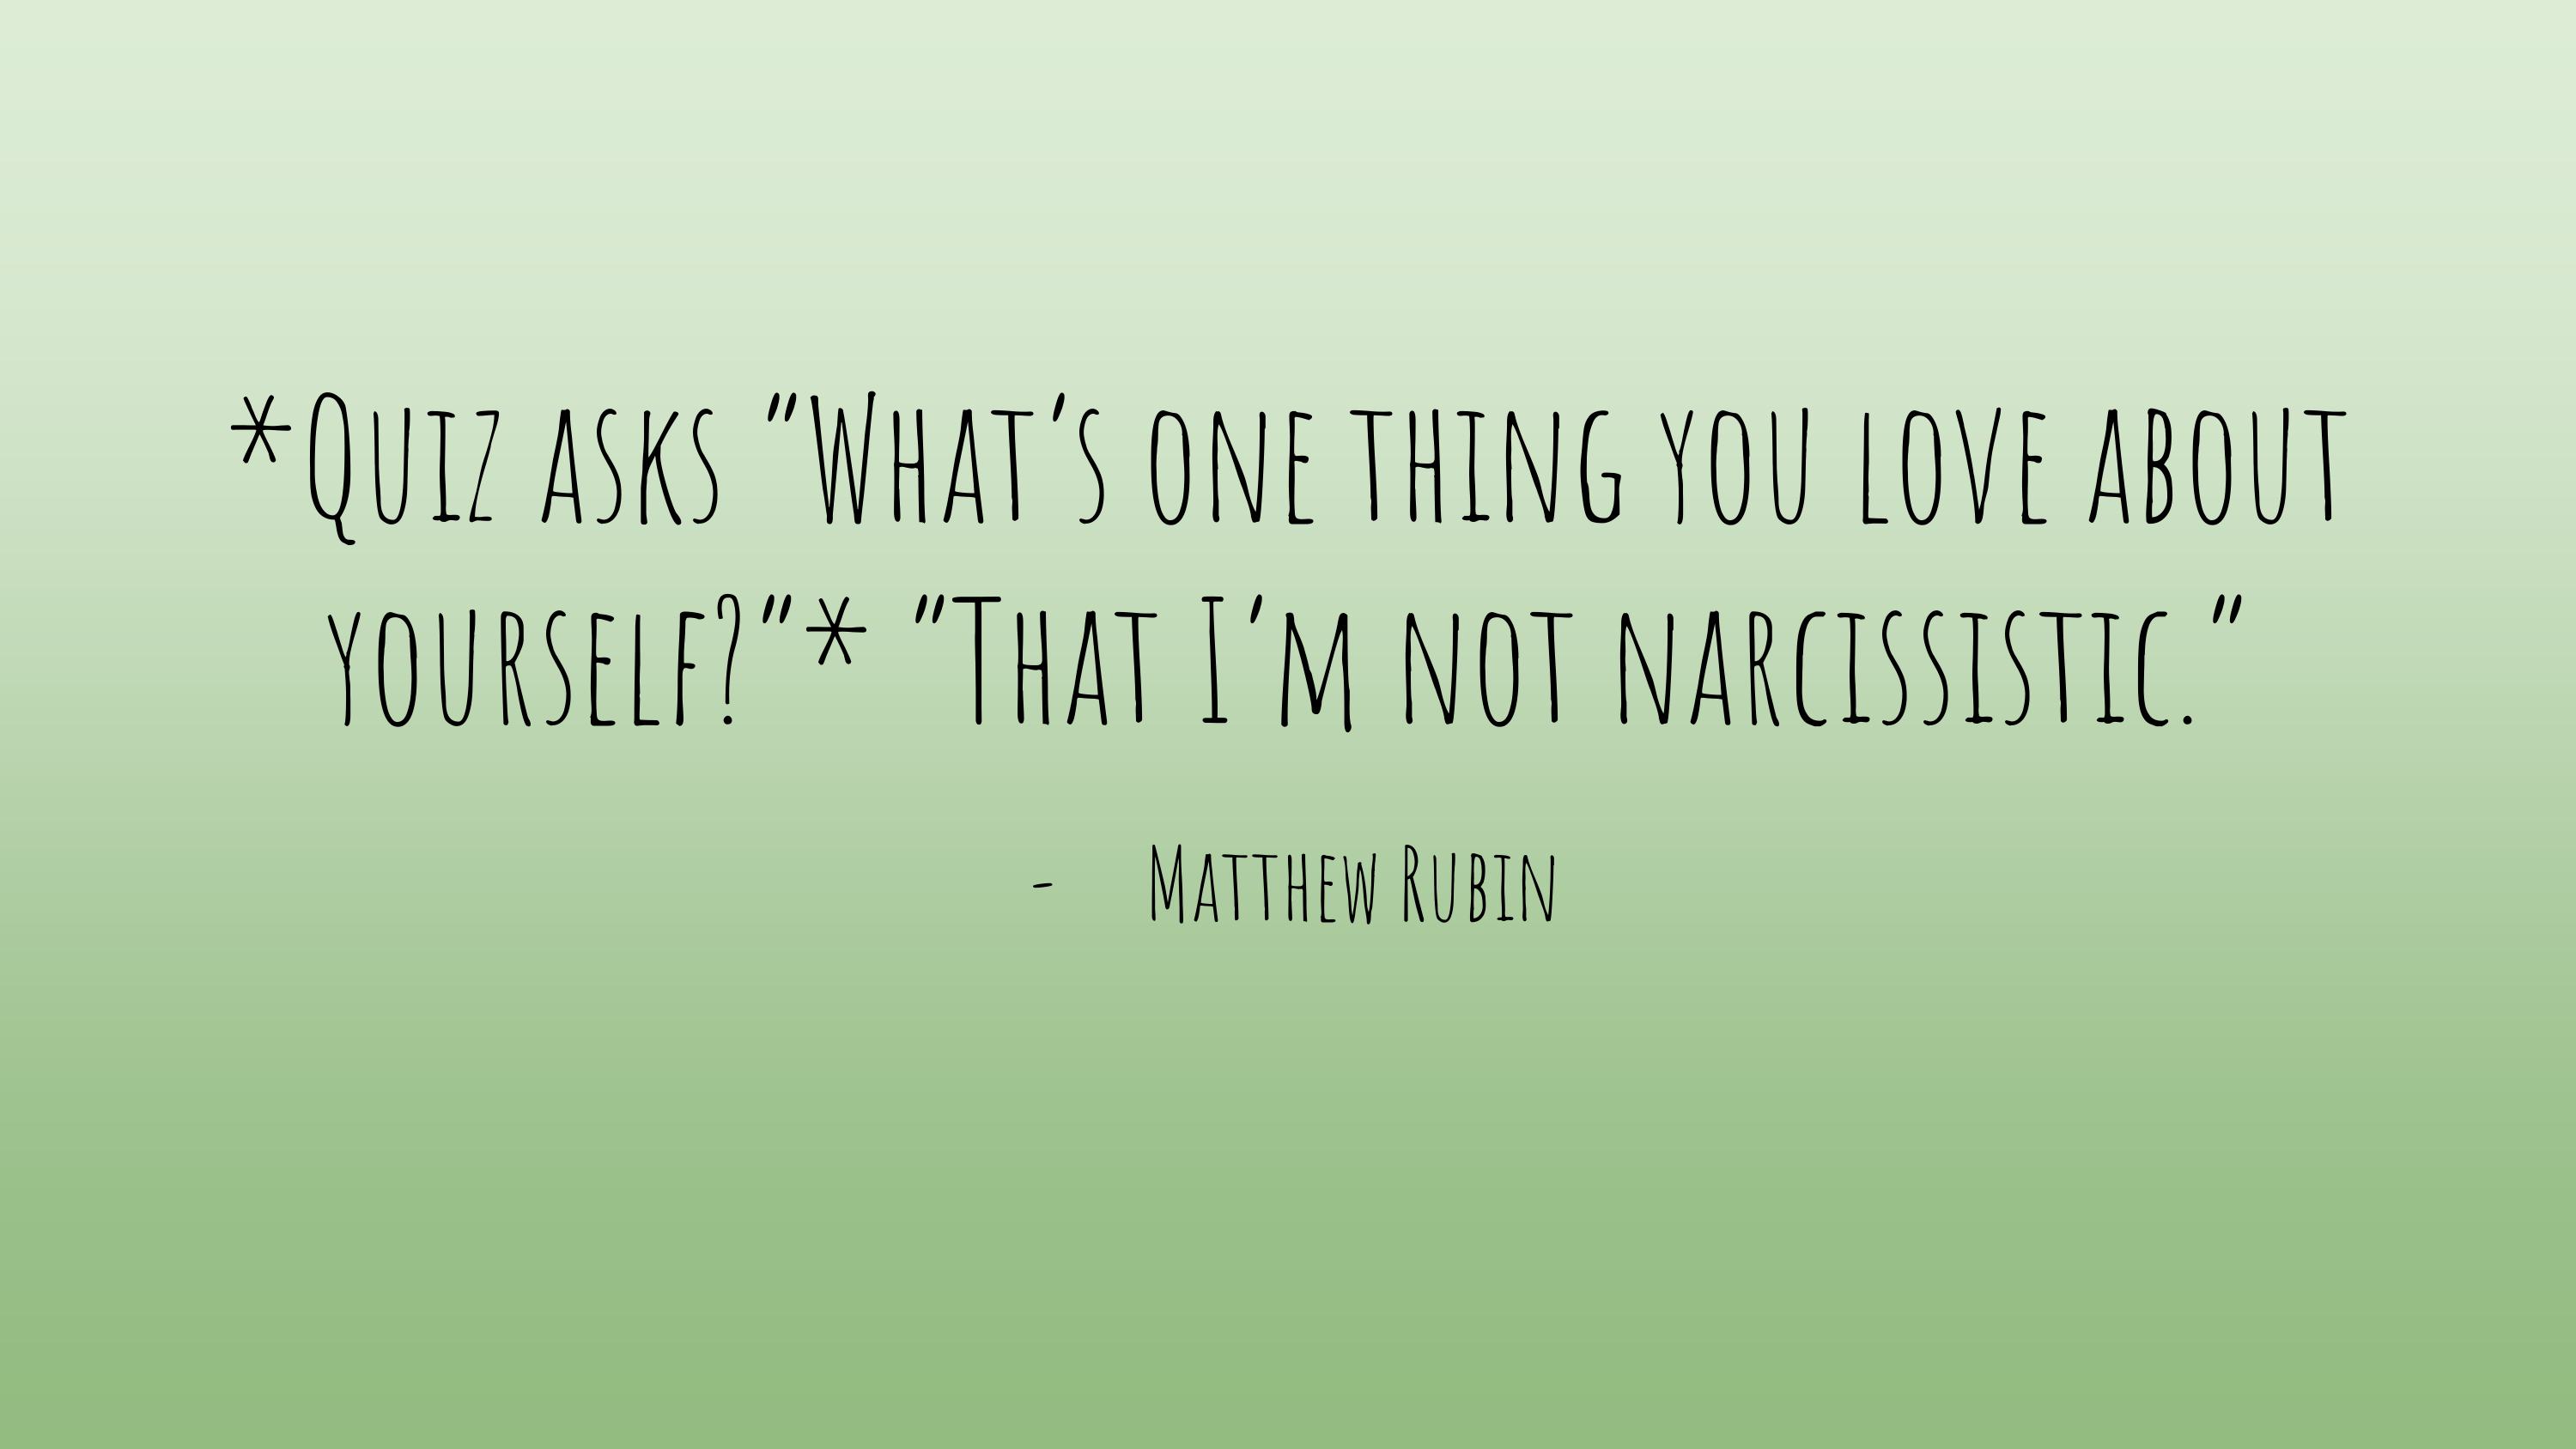 *Quiz asks "What's one thing you love about
yourself?"* "That I'm not narcissistic."
- Matthew Rubin